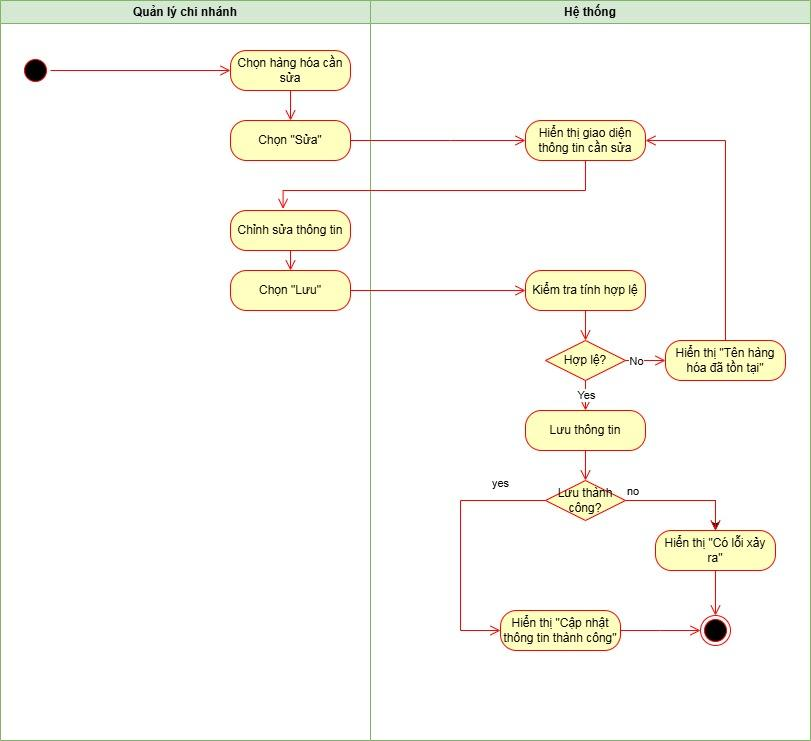 Quản lý chi nhánh
Hệ thống
Chọn hàng hóa cần
sửa
Chọn "Sửa"
Hiển thị giao diện
thông tin cần sửa
Chỉnh sửa thông tin
Chọn "Lưu"
Kiểm tra tính hợp lệ
Hợp lệ?
No
Hiển thị "Tên hàng
hóa đã tồn tại"
Yes
Lưu thông tin
yes
Lưu thành
công?
no
Hiển thị "Có lỗi xảy
ra"
Hiển thị "Cập nhật
thông tin thành công"